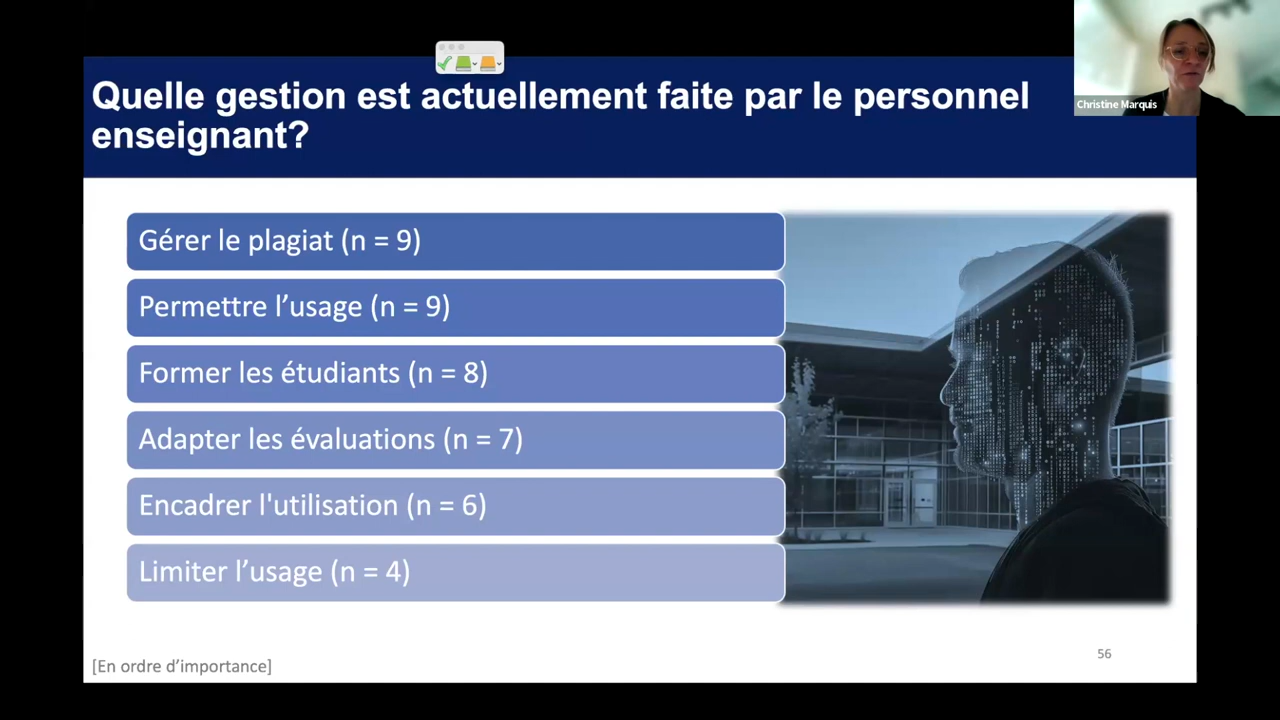 Quelle gestion est actuellement faite par le personnel
enseignant?
Christine Marquis
Gérer le plagiat (n = 9)
Permettre l’usage (n = 9)
Former les étudiants (n = 8)
Adapter les évaluations (n = 7)
Encadrer l'utilisation (n = 6)
Limiter l’usage (n = 4)
[En ordre d’importance]
56